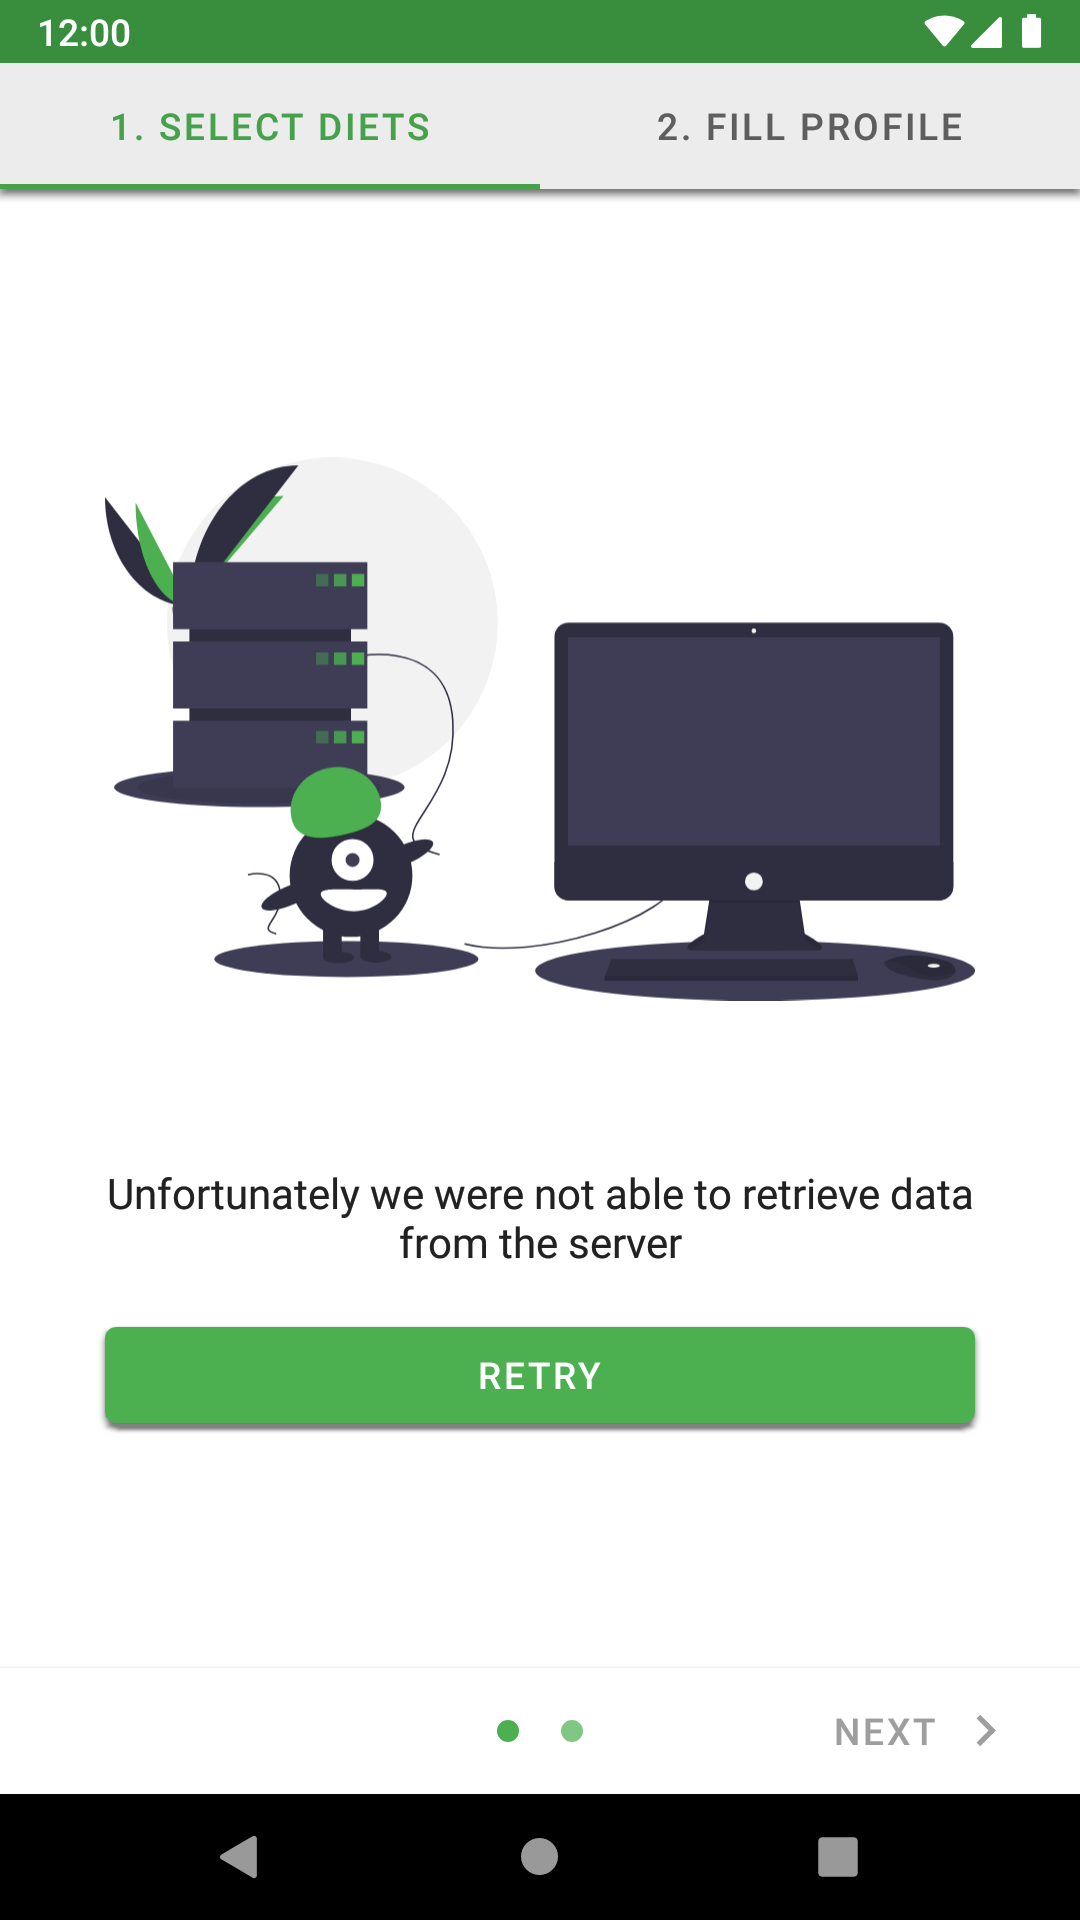 12:00
1. SELECT DIETS
2. FILL PROFILE
Unfortunately we were not able to retrieve data
from the server
RETRY
NEXT